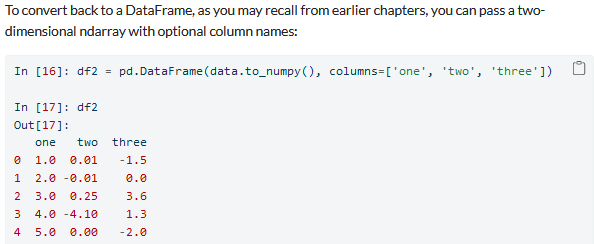 To convert back to a DataFrame, as you may recall from earlier chapters, you can pass a two-
dimensional ndarray with optional column names:
In [16]: df2 = pd.DataFrame(data.to_numpy(), columns=['one', 'two', 'three'])
In [17]: df2
Out[17]:
   one   two  three
0  1.0  0.01   -1.5
1  2.0 -0.01    0.0
2  3.0  0.25    3.6
3  4.0 -4.10    1.3
4  5.0  0.00   -2.0